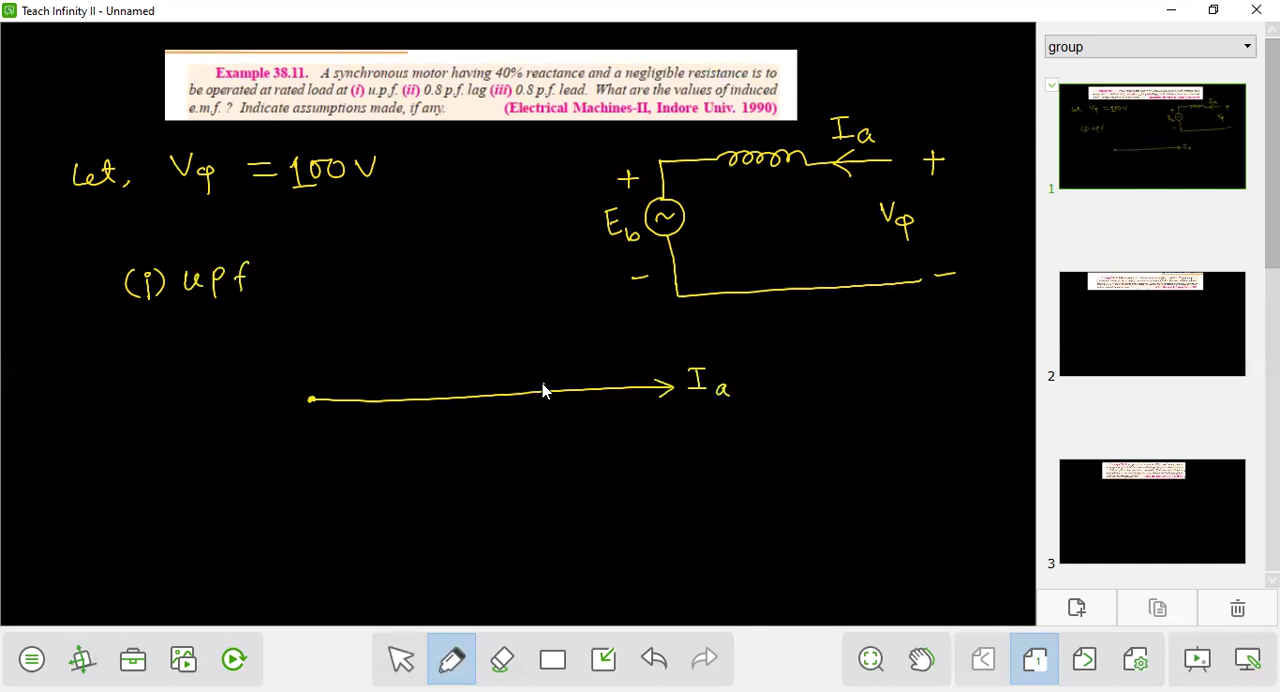 Teach Infinity II - Unnamed
Example 38.11. A synchronous motor having 40% reactance and a negligible resistance is to
be operated at rated load at (i) u.p.f. (ii) 0.8 p.f. lag (iii) 0.8 p.f. lead. What are the values of induced
e.m.f. ? Indicate assumptions made, if any. (Electrical Machines-II, Indore Univ. 1990)
Let, Vφ = 100 V
(i) upf
Ia
+ +
Eb Vφ
- -
Ia
group
1
2
3
1